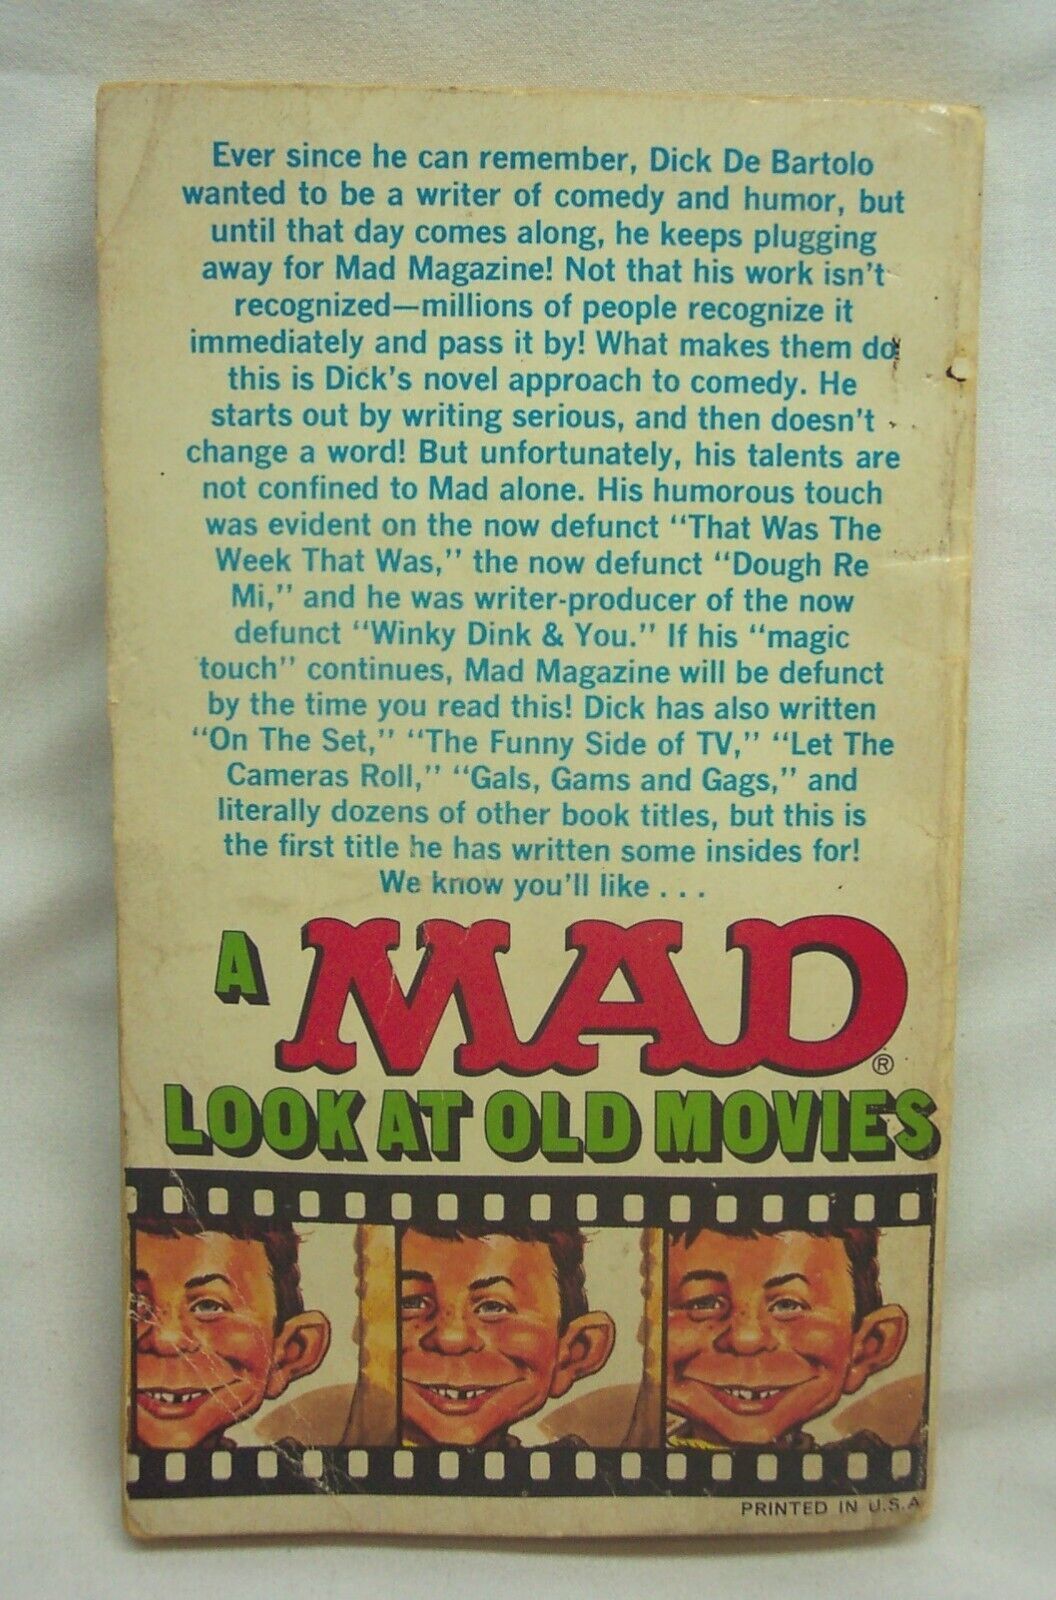 Ever since he can remember, Dick De Bartolo
wanted to be a writer of comedy and humor, but
until that day comes along, he keeps plugging
away for Mad Magazine! Not that his work isn't
recognized—millions of people recognize it
immediately and pass it by! What makes them do
this is Dick's novel approach to comedy. He
starts out by writing serious, and then doesn't
change a word! But unfortunately, his talents are
not confined to Mad alone. His humorous touch
was evident on the now defunct "That Was The
Week That Was," the now defunct "Dough Re
Mi," and he was writer-producer of the now
defunct "Winky Dink & You." If his "magic
touch" continues, Mad Magazine will be defunct
by the time you read this! Dick has also written
"On The Set," "The Funny Side of TV," "Let The
Cameras Roll," "Gals, Gams and Gags," and
literally dozens of other book titles, but this is
the first title he has written some insides for!
We know you'll like . . .
A MAD®
LOOK AT OLD MOVIES
PRINTED IN U.S.A